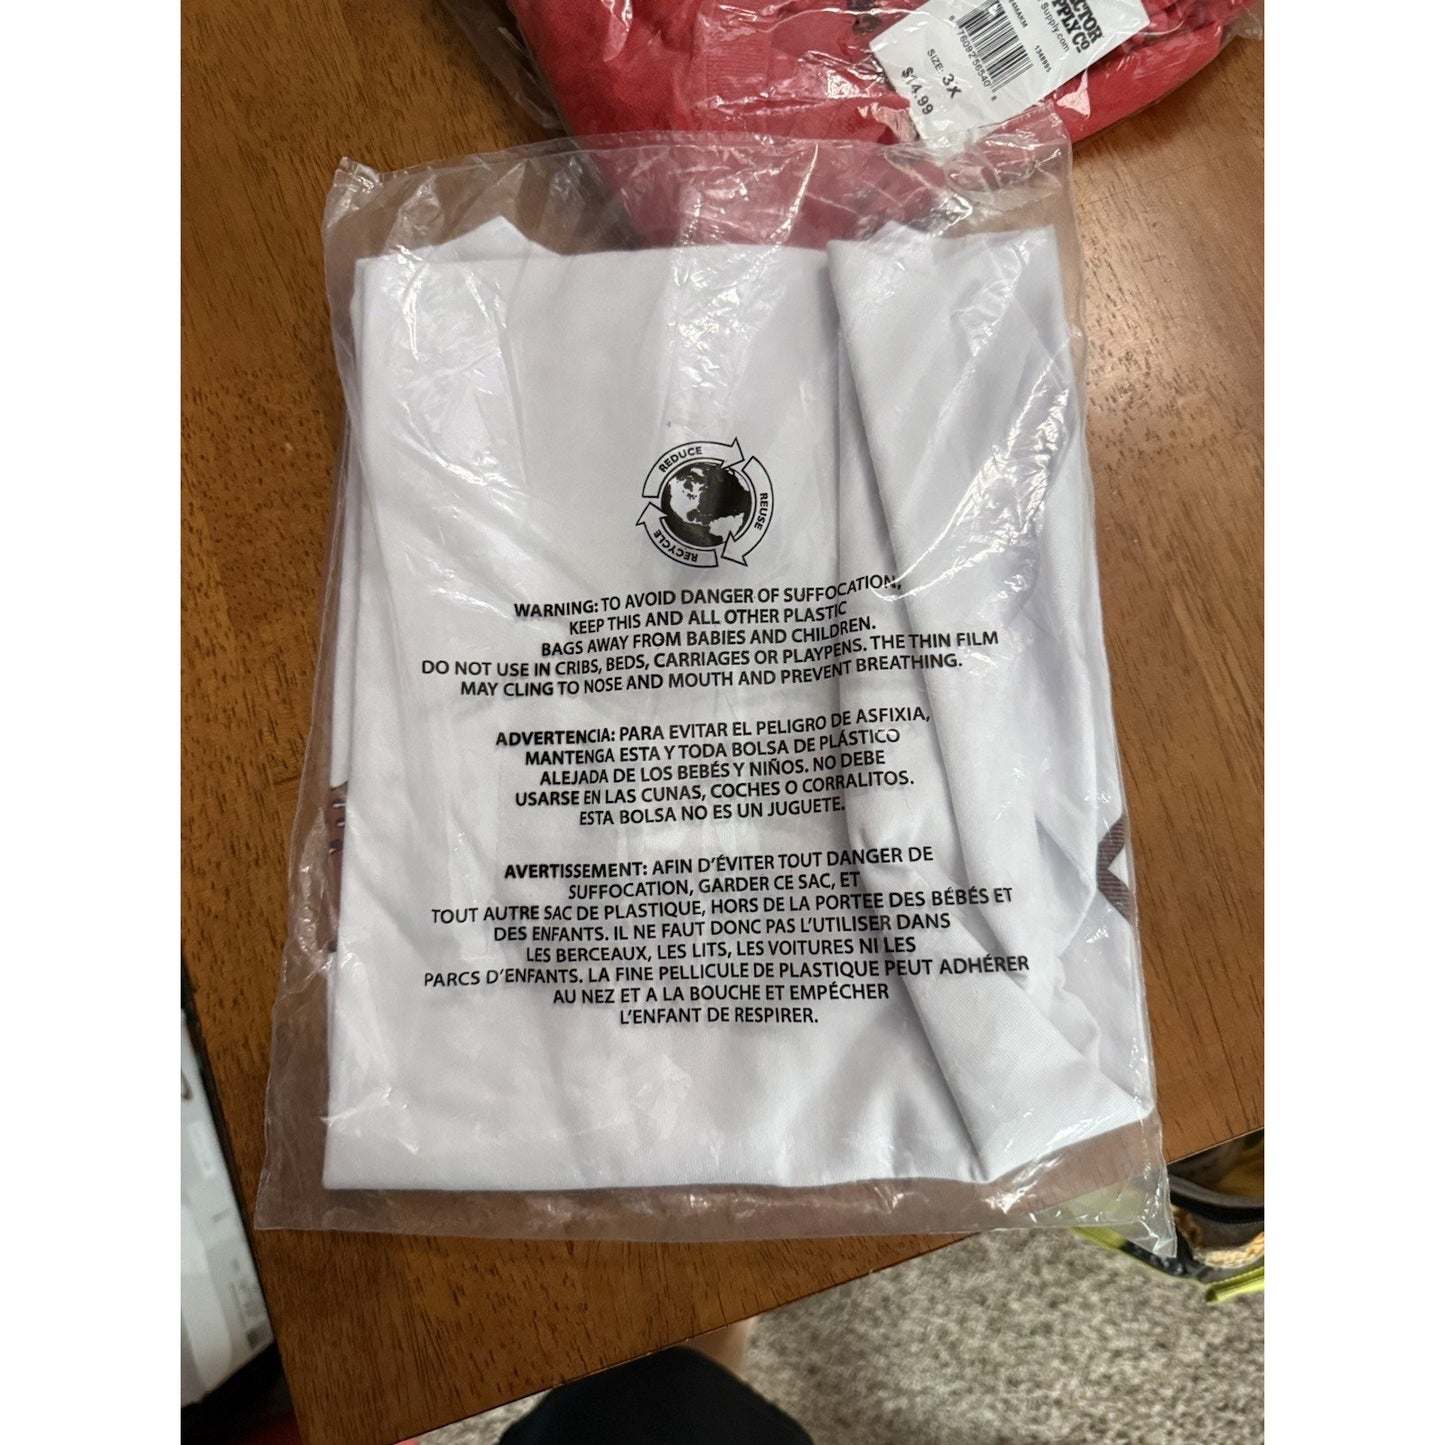 CTOR
PPLY Co
Supply.com
1349995
SIZE: 3X
$14.99
REDUCE
REUSE
RECYCLE
WARNING: TO AVOID DANGER OF SUFFOCATION,
KEEP THIS AND ALL OTHER PLASTIC
BAGS AWAY FROM BABIES AND CHILDREN.
DO NOT USE IN CRIBS, BEDS, CARRIAGES OR PLAYPENS. THE THIN FILM
MAY CLING TO NOSE AND MOUTH AND PREVENT BREATHING.
ADVERTENCIA: PARA EVITAR EL PELIGRO DE ASFIXIA,
MANTENGA ESTA Y TODA BOLSA DE PLÁSTICO
ALEJADA DE LOS BEBÉS Y NIÑOS. NO DEBE
USARSE EN LAS CUNAS, COCHES O CORRALITOS.
ESTA BOLSA NO ES UN JUGUETE.
AVERTISSEMENT: AFIN D'ÉVITER TOUT DANGER DE
SUFFOCATION, GARDER CE SAC, ET
TOUT AUTRE SAC DE PLASTIQUE, HORS DE LA PORTEE DES BÉBÉS ET
DES ENFANTS. IL NE FAUT DONC PAS L'UTILISER DANS
LES BERCEAUX, LES LITS, LES VOITURES NI LES
PARCS D'ENFANTS. LA FINE PELLICULE DE PLASTIQUE PEUT ADHÉRER
AU NEZ ET A LA BOUCHE ET EMPÉCHER
L'ENFANT DE RESPIRER.